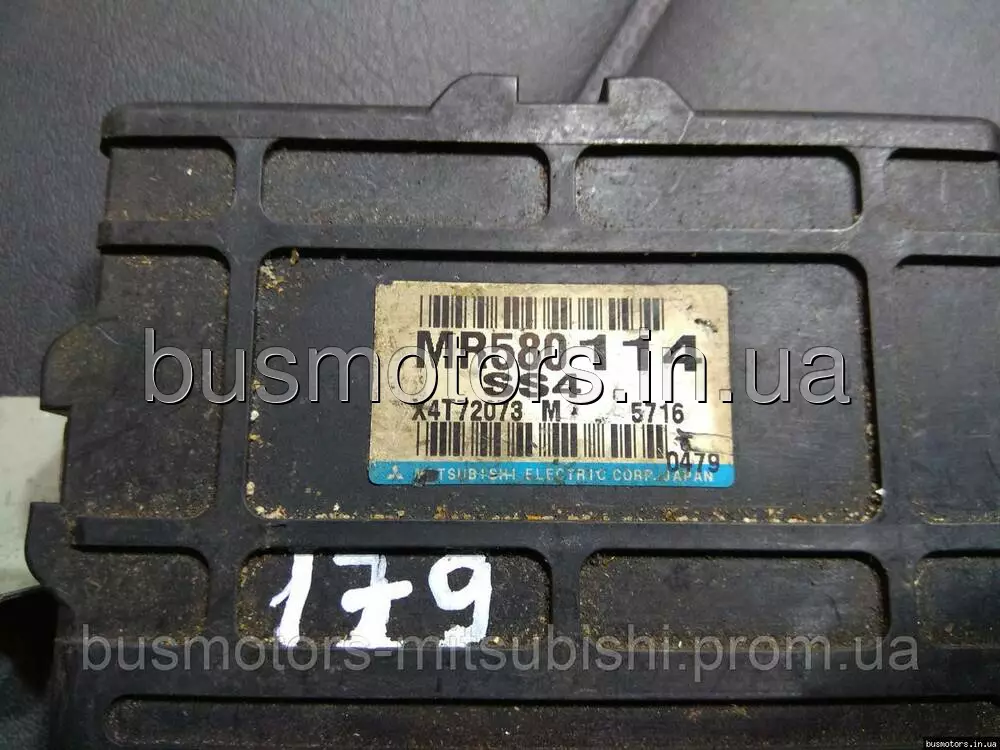 MR580114
busmotors.in.ua
SS4
X4T72073 M 5716
0479
MITSUBISHI ELECTRIC CORP. JAPAN
179
busmotors-mitsubishi.prom.ua
busmotors.in.ua